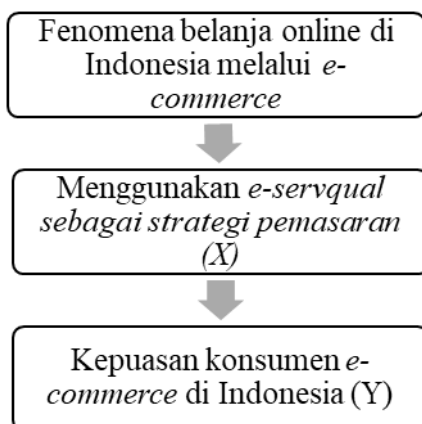 Fenomena belanja online di
Indonesia melalui e-
commerce
Menggunakan e-servqual
sebagai strategi pemasaran
(X)
Kepuasan konsumen e-
commerce di Indonesia (Y)